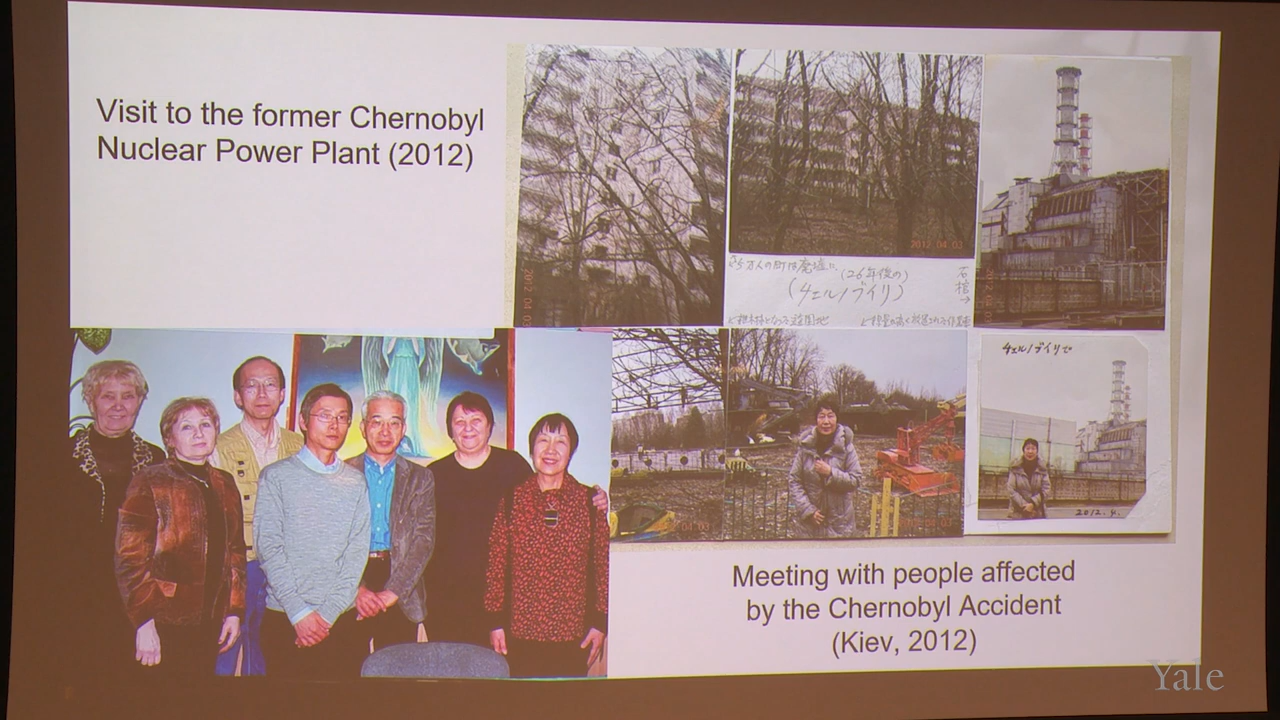 Visit to the former Chernobyl
Nuclear Power Plant (2012)
2012 04 03
(26年後の)
(チェルノブイリ)
石
棺
→
チェルノブイリで
2012. 4.
Meeting with people affected
by the Chernobyl Accident
(Kiev, 2012)
Yale